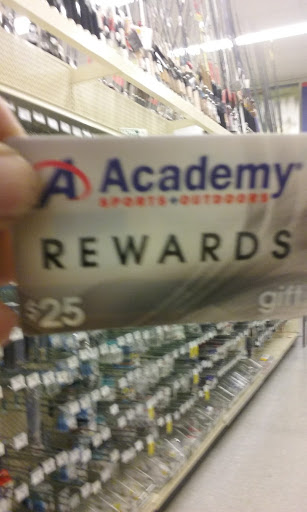 A Academy
SPORTS + OUTDOORS
REWARDS
$25 gift